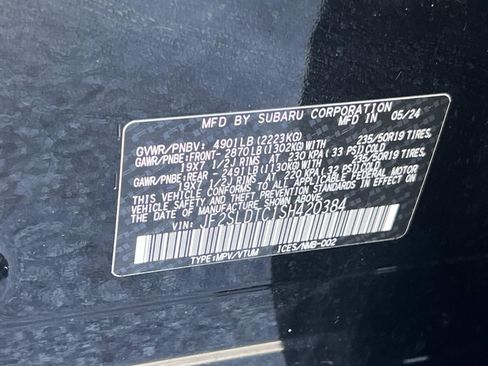 MFD BY SUBARU CORPORATION
MFD IN 05/24
GVWR/PNBV: 4901LB (2223KG)
GAWR/PNBE:FRONT- 2870LB(1302KG)WITH 235/50R19 TIRES,
19X7 1/2J RIMS AT 230 KPA(33 PSI)COLD
GAWR/PNBE:REAR - 2491LB(1130KG)WITH 235/50R19 TIRES,
19X7 1/2J RIMS AT 220 KPA(32 PSI)COLD
THIS VEHICLE CONFORMS TO ALL APPLICABLE FEDERAL MOTOR
VEHICLE SAFETY AND THEFT PREVENTION STANDARDS
IN EFFECT ON THE DATE OF MANUFACTURE SHOWN ABOVE.
VIN: JF2SLDTC1SH420384
TYPE:MPV/VTUM ICES/NMB-002